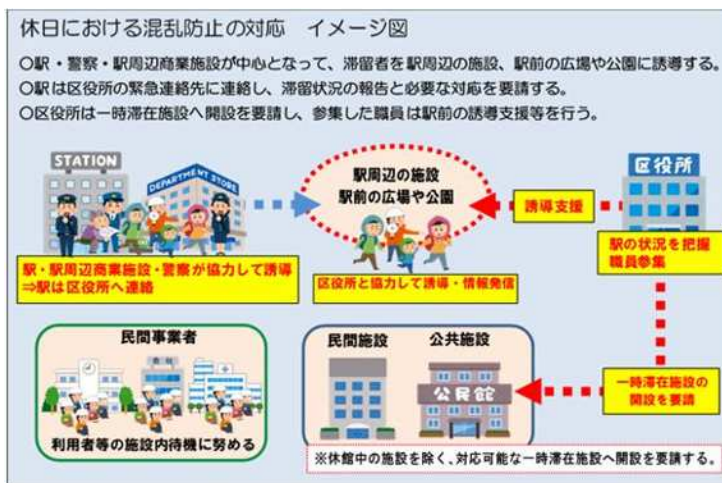 休日における混乱防止の対応　イメージ図
○駅・警察・駅周辺商業施設が中心となって、滞留者を駅周辺の施設、駅前の広場や公園に誘導する。
○駅は区役所の緊急連絡先に連絡し、滞留状況の報告と必要な対応を要請する。
○区役所は一時滞在施設へ開設を要請し、参集した職員は駅前の誘導支援等を行う。
STATION
DEPARTMENT STORE
駅周辺の施設
駅前の広場や公園
誘導支援
区役所
駅・駅周辺商業施設・警察が協力して誘導
⇒駅は区役所へ連絡
区役所と協力して誘導・情報発信
駅の状況を把握
職員参集
民間事業者
利用者等の施設内待機に努める
民間施設
公共施設
公民館
一時滞在施設の
開設を要請
※休館中の施設を除く、対応可能な一時滞在施設へ開設を要請する。